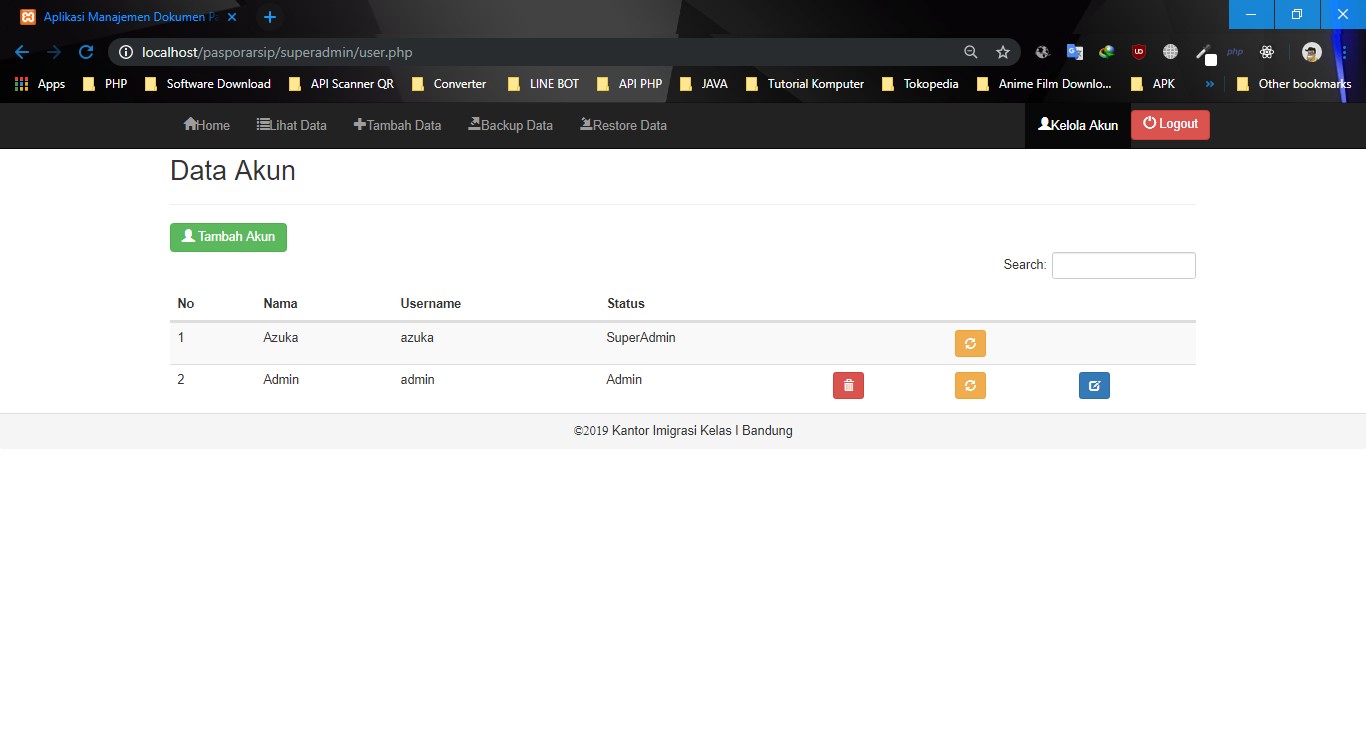 Aplikasi Manajemen Dokumen
localhost/pasporarsip/superadmin/user.php
php
Apps PHP Software Download API Scanner QR Converter LINE BOT API PHP JAVA Tutorial Komputer Tokopedia Anime Film Downlo... APK » Other bookmarks
Home Lihat Data Tambah Data Backup Data Restore Data Kelola Akun Logout
Data Akun
Tambah Akun
Search:
No Nama Username Status
1 Azuka azuka SuperAdmin
2 Admin admin Admin
©2019 Kantor Imigrasi Kelas I Bandung